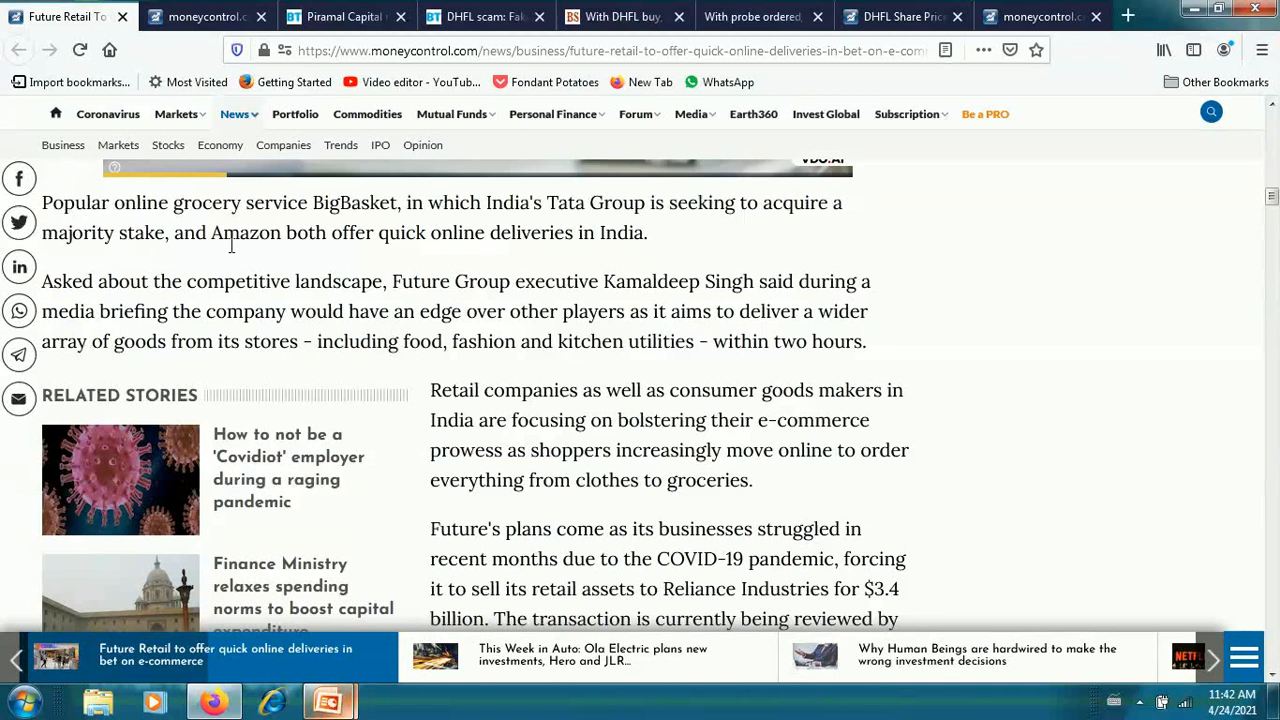 Future Retail To
moneycontrol.c
Piramal Capital
DHFL scam: Fak
With DHFL buy,
With probe ordered,
DHFL Share Pric
moneycontrol.c
https://www.moneycontrol.com/news/business/future-retail-to-offer-quick-online-deliveries-in-bet-on-e-com
Import bookmarks...
Most Visited
Getting Started
Video editor - YouTub...
Fondant Potatoes
New Tab
WhatsApp
Other Bookmarks
Coronavirus
Markets
News
Portfolio
Commodities
Mutual Funds
Personal Finance
Forum
Media
Earth360
Invest Global
Subscription
Be a PRO
Business
Markets
Stocks
Economy
Companies
Trends
IPO
Opinion
VDO.AI
Popular online grocery service BigBasket, in which India's Tata Group is seeking to acquire a
majority stake, and Amazon both offer quick online deliveries in India.
Asked about the competitive landscape, Future Group executive Kamaldeep Singh said during a
media briefing the company would have an edge over other players as it aims to deliver a wider
array of goods from its stores - including food, fashion and kitchen utilities - within two hours.
RELATED STORIES
How to not be a
'Covidiot' employer
during a raging
pandemic
Finance Ministry
relaxes spending
norms to boost capital
expenditure
Retail companies as well as consumer goods makers in
India are focusing on bolstering their e-commerce
prowess as shoppers increasingly move online to order
everything from clothes to groceries.
Future's plans come as its businesses struggled in
recent months due to the COVID-19 pandemic, forcing
it to sell its retail assets to Reliance Industries for $3.4
billion. The transaction is currently being reviewed by
Future Retail to offer quick online deliveries in
bet on e-commerce
This Week in Auto: Ola Electric plans new
investments, Hero and JLR...
Why Human Beings are hardwired to make the
wrong investment decisions
NETFL
11:42 AM
4/24/2021